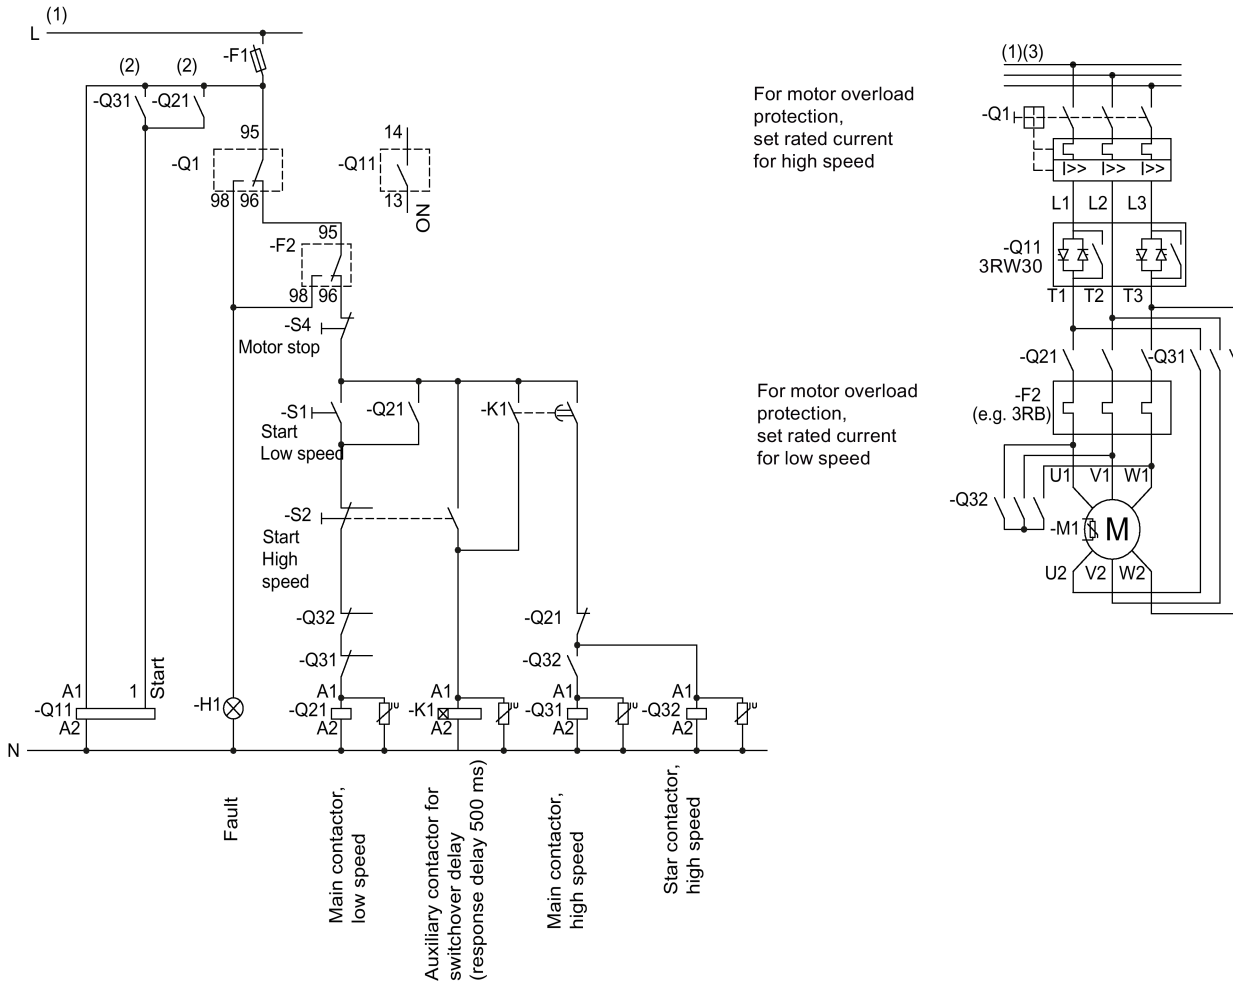 (1)
L
-F1
(2)
(2)
-Q31
-Q21
95
-Q1
98
96
14
-Q11
13
ON
95
-F2
98
96
-S4
Motor stop
-S1
Start
Low speed
-Q21
-K1
-S2
Start
High
speed
-Q32
-Q21
-Q31
-Q32
A1
1
Start
-Q11
A2
-H1
A1
-Q21
A2
U
A1
-K1
A2
U
A1
-Q31
A2
U
A1
-Q32
A2
U
N
Fault
Main contactor,
low speed
Auxiliary contactor for
switchover delay
(response delay 500 ms)
Main contactor,
high speed
Star contactor,
high speed
For motor overload
protection,
set rated current
for high speed
For motor overload
protection,
set rated current
for low speed
(1)(3)
-Q1
I>>
I>>
I>>
L1
L2
L3
-Q11
3RW30
T1
T2
T3
-Q21
-Q31
-F2
(e.g. 3RB)
U1
V1
W1
-Q32
-M1
M
U2
V2
W2